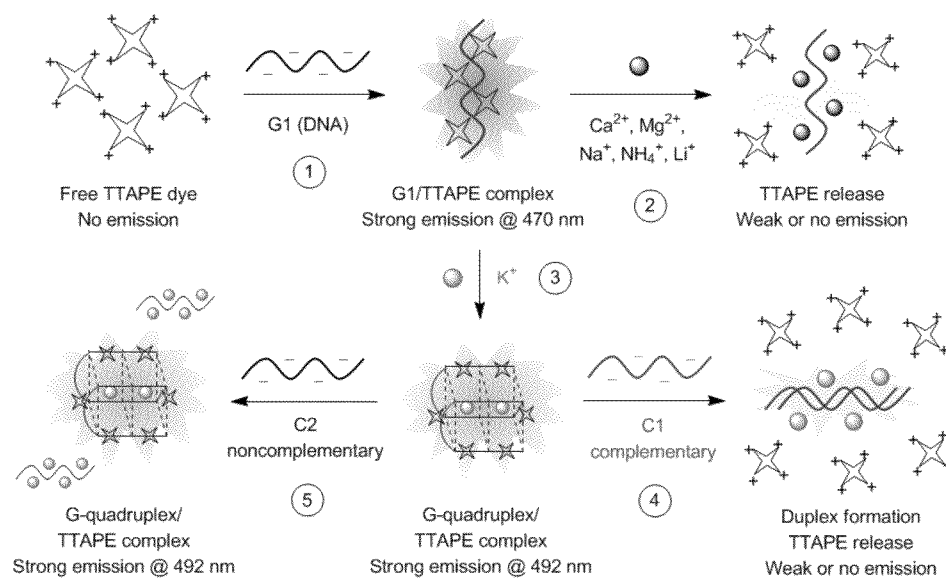 G1 (DNA)
1
Free TTAPE dye
No emission
G1/TTAPE complex
Strong emission @ 470 nm
Ca²⁺, Mg²⁺,
Na⁺, NH₄⁺, Li⁺
2
TTAPE release
Weak or no emission
K⁺
3
C2
noncomplementary
5
C1
complementary
4
G-quadruplex/
TTAPE complex
Strong emission @ 492 nm
G-quadruplex/
TTAPE complex
Strong emission @ 492 nm
Duplex formation
TTAPE release
Weak or no emission